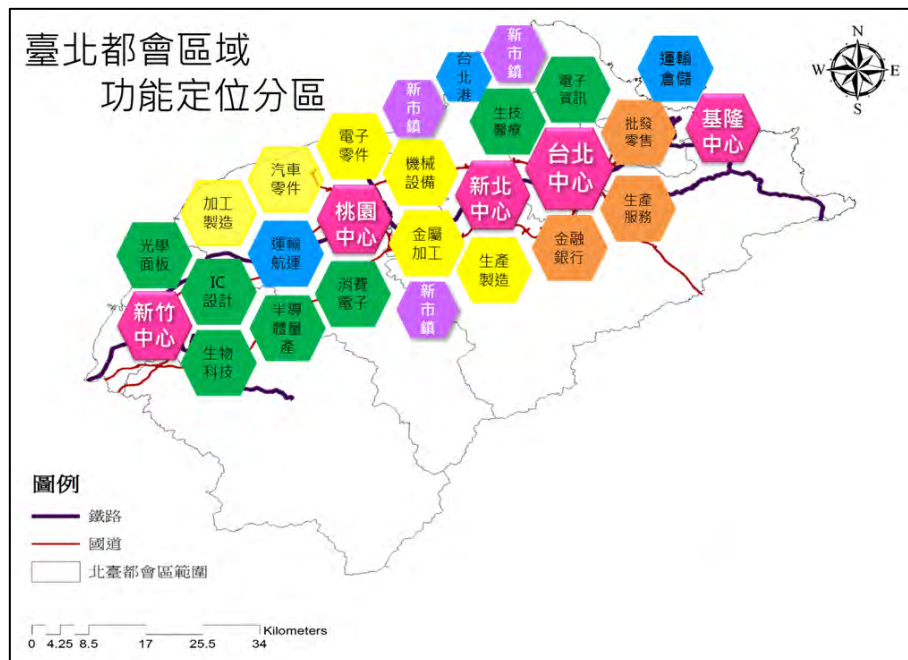 臺北都會區域
功能定位分區
N
W
E
S
新
市
鎮
台
北
港
新
市
鎮
電子
資訊
運輸
倉儲
生技
醫療
批發
零售
基隆
中心
電子
零件
機械
設備
台北
中心
汽車
零件
新北
中心
加工
製造
桃園
中心
生產
服務
光學
面板
運輸
航運
金屬
加工
金融
銀行
IC
設計
消費
電子
生產
製造
新竹
中心
半導
體量
產
新
市
鎮
生物
科技
圖例
鐵路
國道
北臺都會區範圍
Kilometers
0 4.25 8.5 17 25.5 34